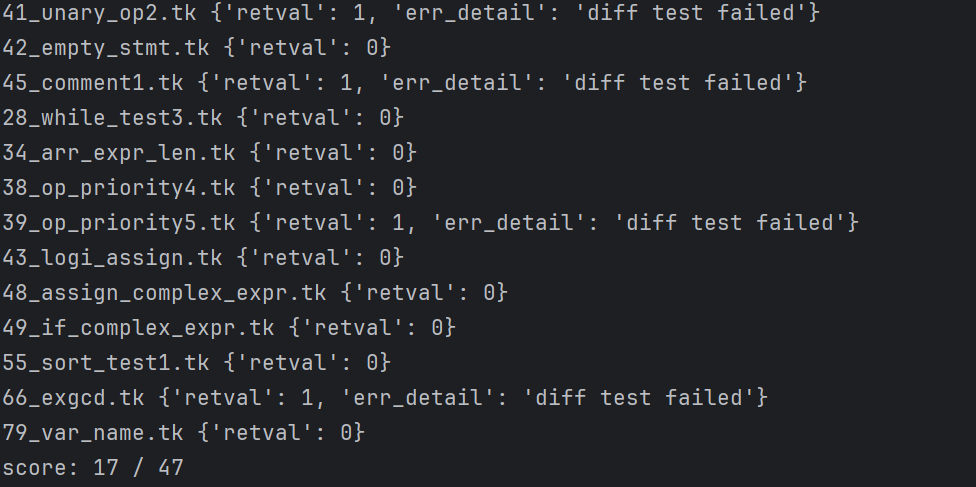 41_unary_op2.tk {'retval': 1, 'err_detail': 'diff test failed'}
42_empty_stmt.tk {'retval': 0}
45_comment1.tk {'retval': 1, 'err_detail': 'diff test failed'}
28_while_test3.tk {'retval': 0}
34_arr_expr_len.tk {'retval': 0}
38_op_priority4.tk {'retval': 0}
39_op_priority5.tk {'retval': 1, 'err_detail': 'diff test failed'}
43_logi_assign.tk {'retval': 0}
48_assign_complex_expr.tk {'retval': 0}
49_if_complex_expr.tk {'retval': 0}
55_sort_test1.tk {'retval': 0}
66_exgcd.tk {'retval': 1, 'err_detail': 'diff test failed'}
79_var_name.tk {'retval': 0}
score: 17 / 47